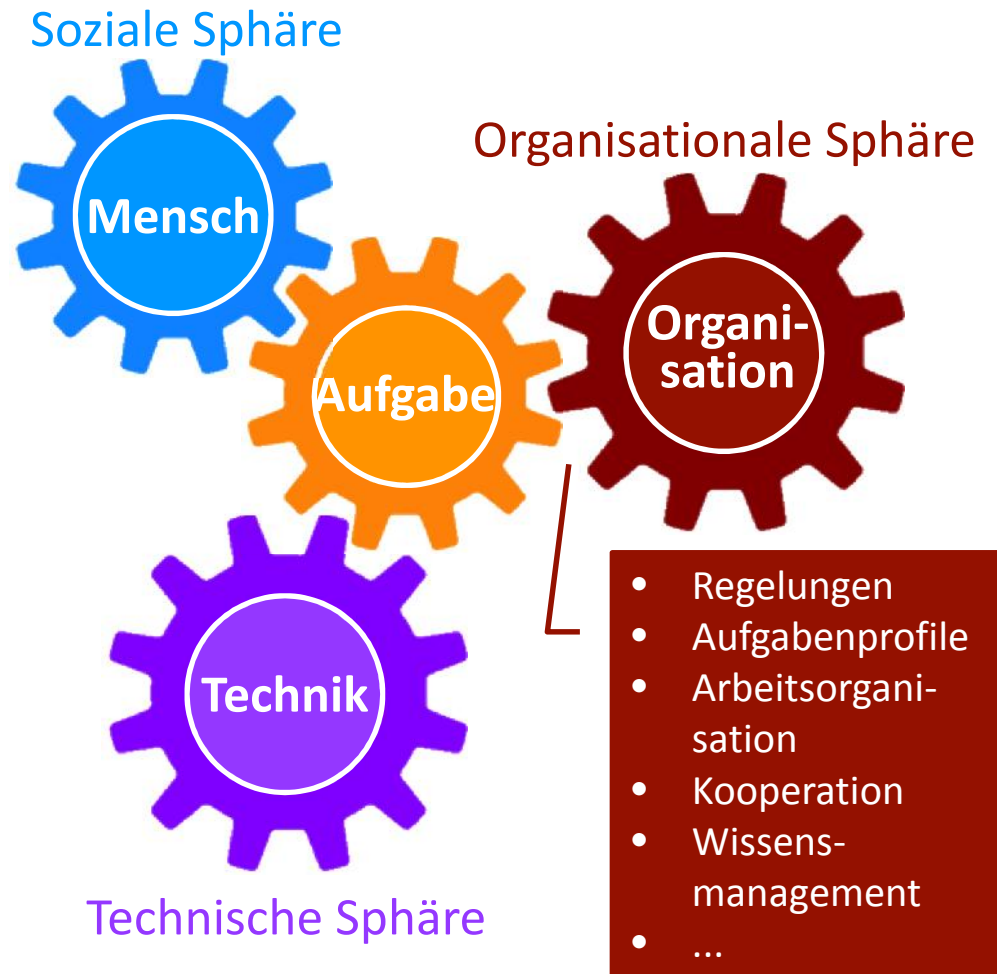 Soziale Sphäre
Mensch
Organisationale Sphäre
Organi-
sation
Aufgabe
Technik
Technische Sphäre
• Regelungen
• Aufgabenprofile
• Arbeitsorgani-
sation
• Kooperation
• Wissens-
management
• ...